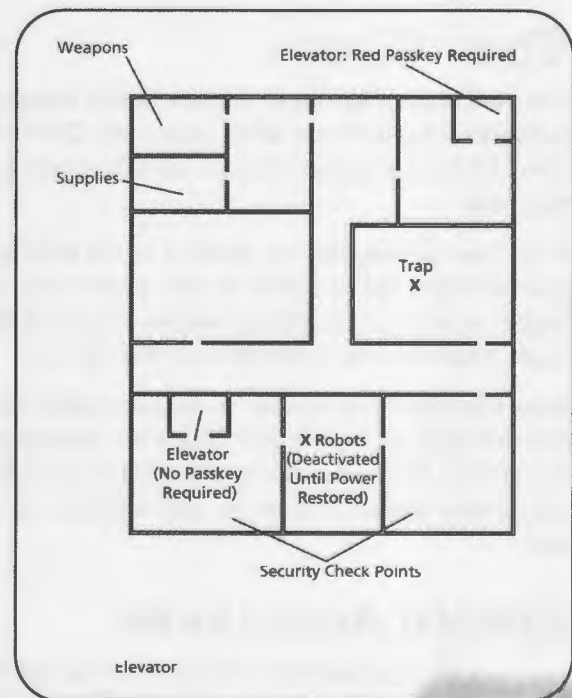 Weapons
Elevator: Red Passkey Required
Supplies
Trap
X
X Robots
(Deactivated
Until Power
Restored)
Elevator
(No Passkey
Required)
Security Check Points
Elevator